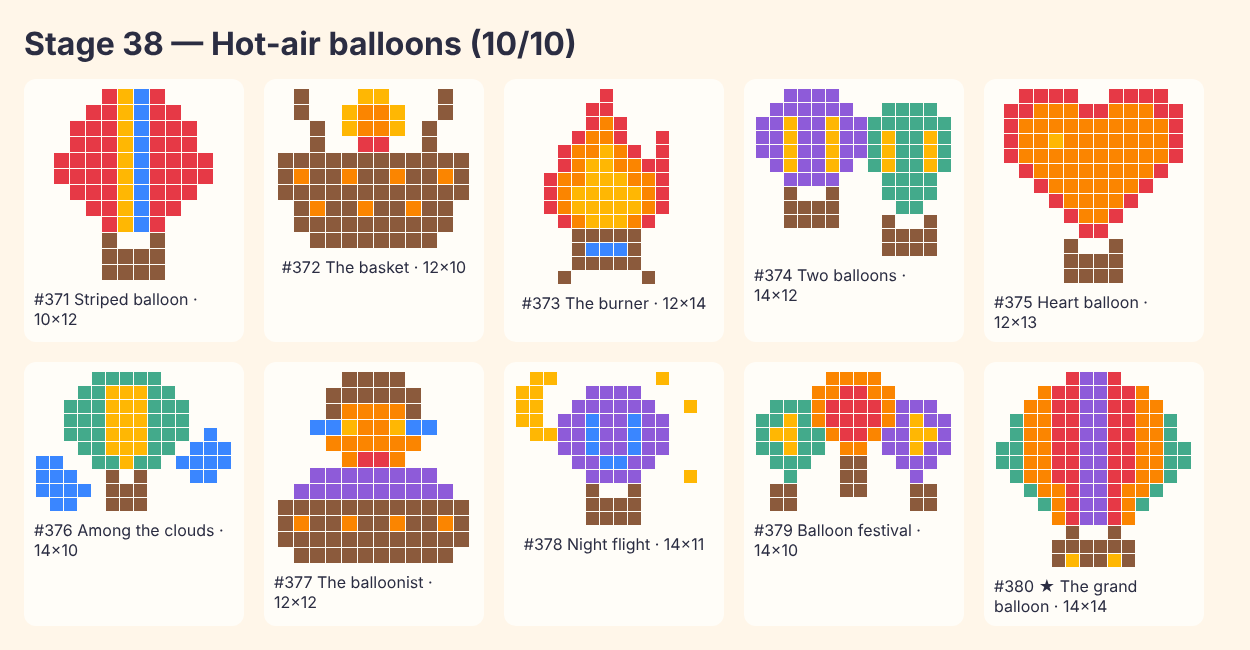 Stage 38 — Hot-air balloons (10/10)
#371 Striped balloon ·
10×12
#372 The basket · 12×10
#373 The burner · 12×14
#374 Two balloons ·
14×12
#375 Heart balloon ·
12×13
#376 Among the clouds ·
14×10
#377 The balloonist ·
12×12
#378 Night flight · 14×11
#379 Balloon festival ·
14×10
#380 ★ The grand
balloon · 14×14